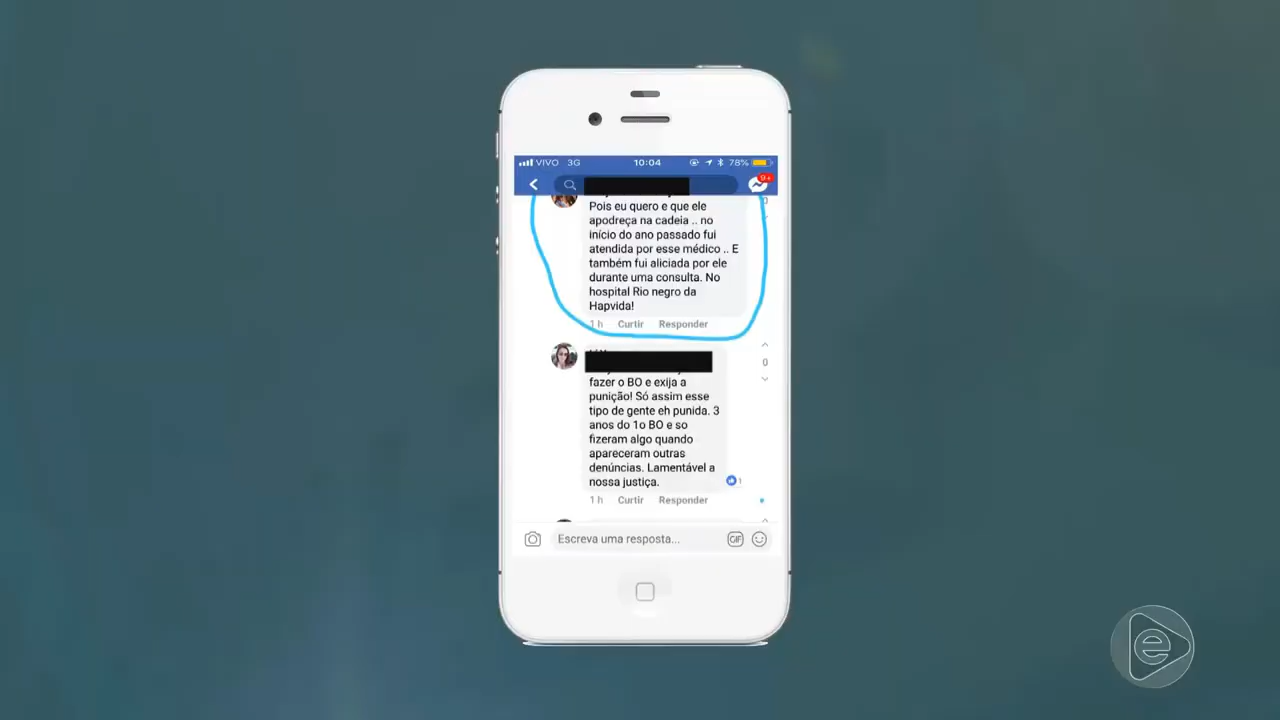 VIVO 3G 10:04 78%
9+
Pois eu quero e que ele
apodreça na cadeia .. no
início do ano passado fui
atendida por esse médico .. E
também fui aliciada por ele
durante uma consulta. No
hospital Rio negro da
Hapvida!
1 h Curtir Responder
0
fazer o BO e exija a
punição! Só assim esse
tipo de gente eh punida. 3
anos do 1o BO e so
fizeram algo quando
apareceram outras
denúncias. Lamentável a
nossa justiça.
1
1 h Curtir Responder
Escreva uma resposta... GIF
e